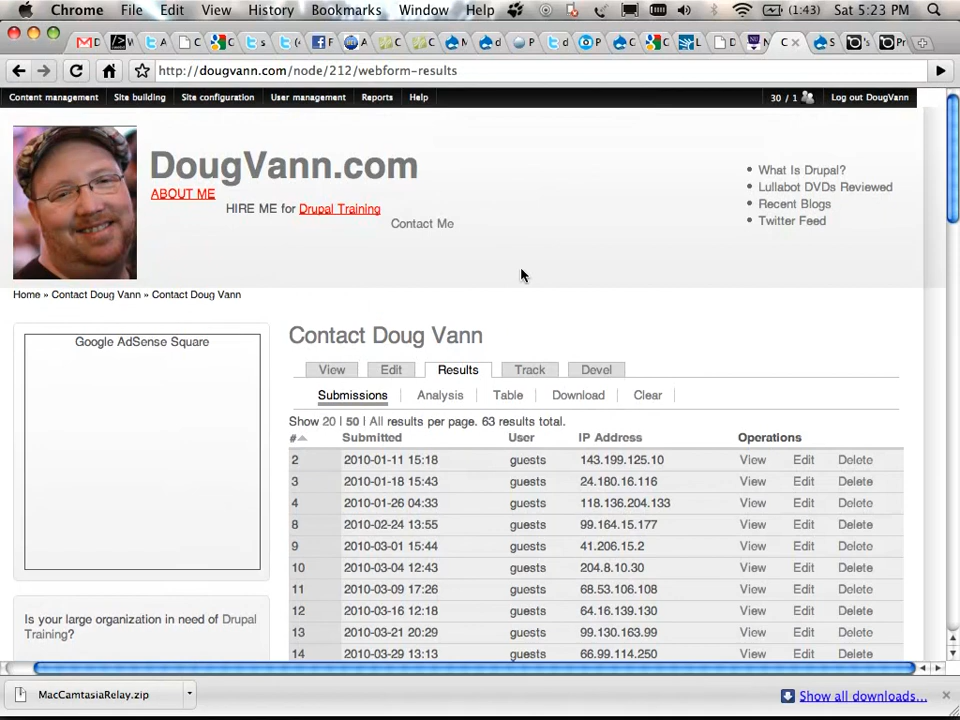 Chrome File Edit View History Bookmarks Window Help (1:43) Sat 5:23 PM
http://dougvann.com/node/212/webform-results
Content management Site building Site configuration User management Reports Help 30 / 1 Log out DougVann
DougVann.com
ABOUT ME
HIRE ME for Drupal Training
Contact Me
What Is Drupal?
Lullabot DVDs Reviewed
Recent Blogs
Twitter Feed
Home » Contact Doug Vann » Contact Doug Vann
Google AdSense Square
Contact Doug Vann
View Edit Results Track Devel
Submissions Analysis Table Download Clear
Show 20 | 50 | All results per page. 63 results total.
# Submitted User IP Address Operations
2 2010-01-11 15:18 guests 143.199.125.10 View Edit Delete
3 2010-01-18 15:43 guests 24.180.16.116 View Edit Delete
4 2010-01-26 04:33 guests 118.136.204.133 View Edit Delete
8 2010-02-24 13:55 guests 99.164.15.177 View Edit Delete
9 2010-03-01 15:44 guests 41.206.15.2 View Edit Delete
10 2010-03-04 12:43 guests 204.8.10.30 View Edit Delete
11 2010-03-09 17:26 guests 68.53.106.108 View Edit Delete
12 2010-03-16 12:18 guests 64.16.139.130 View Edit Delete
13 2010-03-21 20:29 guests 99.130.163.99 View Edit Delete
14 2010-03-29 13:13 guests 66.99.114.250 View Edit Delete
Is your large organization in need of Drupal
Training?
MacCamtasiaRelay.zip
Show all downloads...